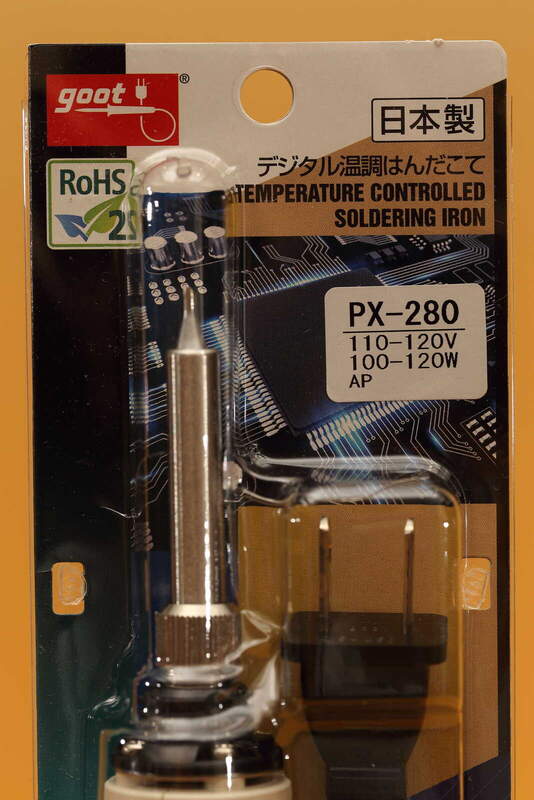 goot ®
日本製
デジタル温調はんだこて
RoHS
TEMPERATURE CONTROLLED
SOLDERING IRON
PX-280
110-120V
100-120W
AP